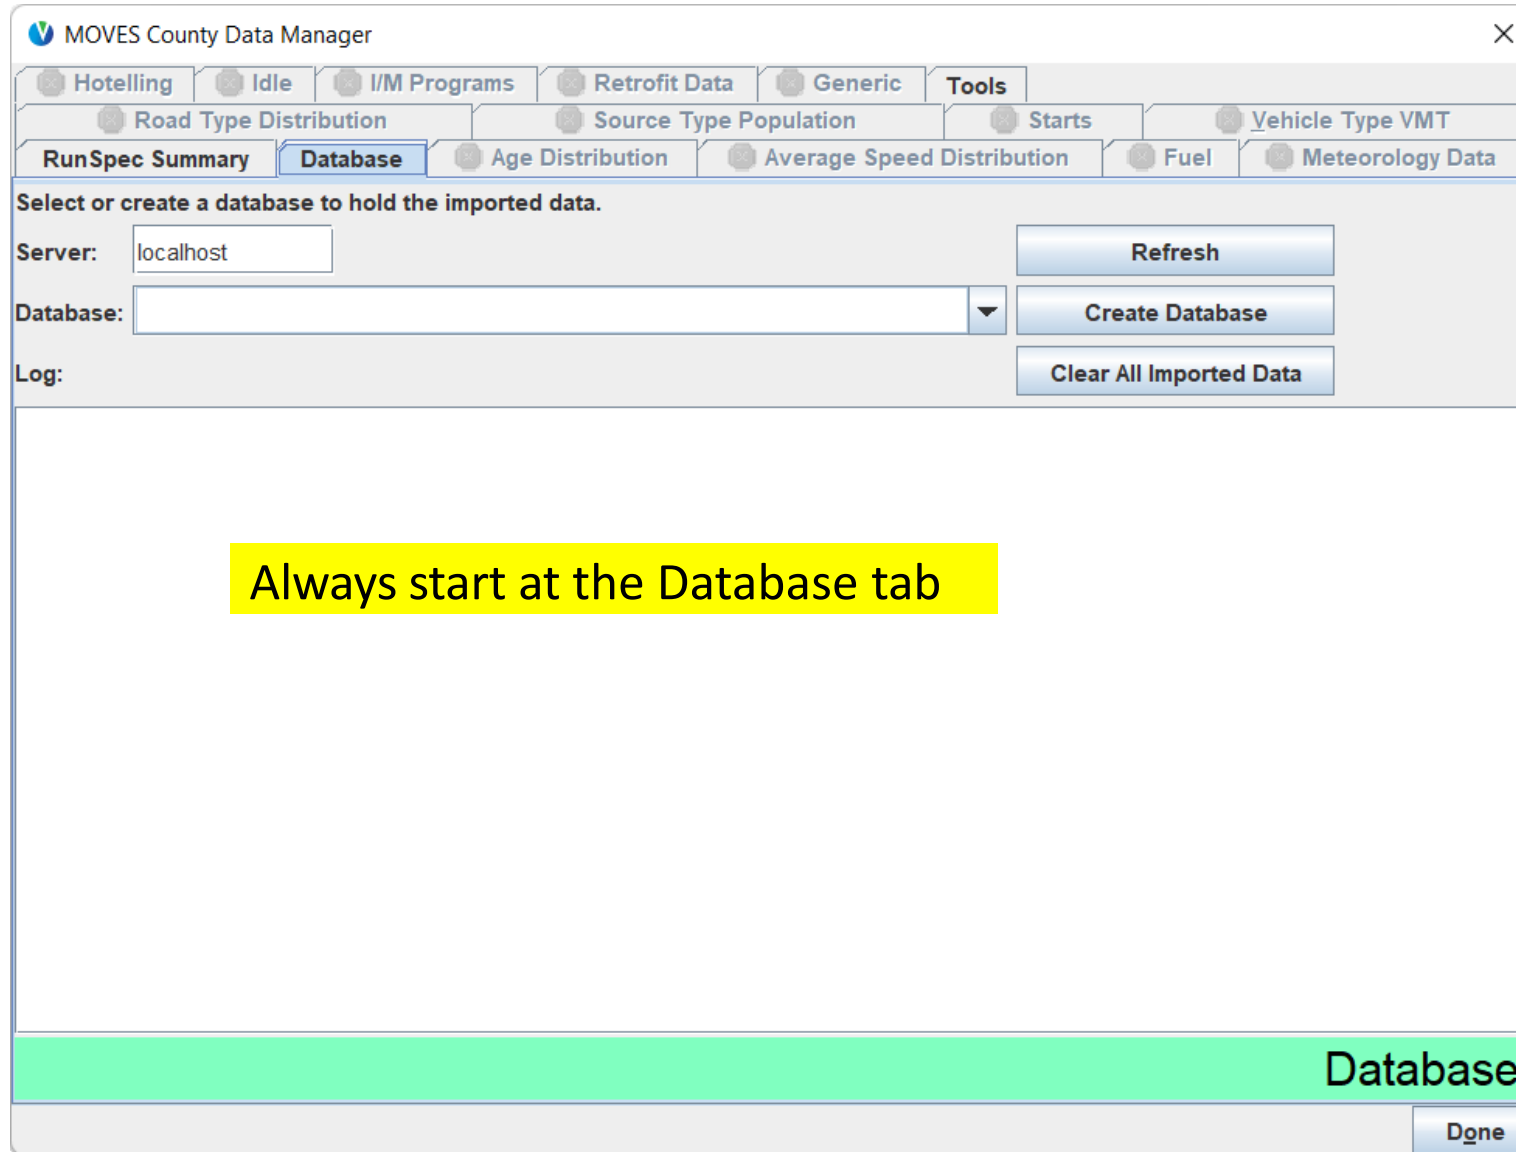 MOVES County Data Manager
Hotelling Idle I/M Programs Retrofit Data Generic Tools
Road Type Distribution Source Type Population Starts Vehicle Type VMT
RunSpec Summary Database Age Distribution Average Speed Distribution Fuel Meteorology Data
Select or create a database to hold the imported data.
Server: localhost Refresh
Database: Create Database
Log: Clear All Imported Data
Always start at the Database tab
Database
Done